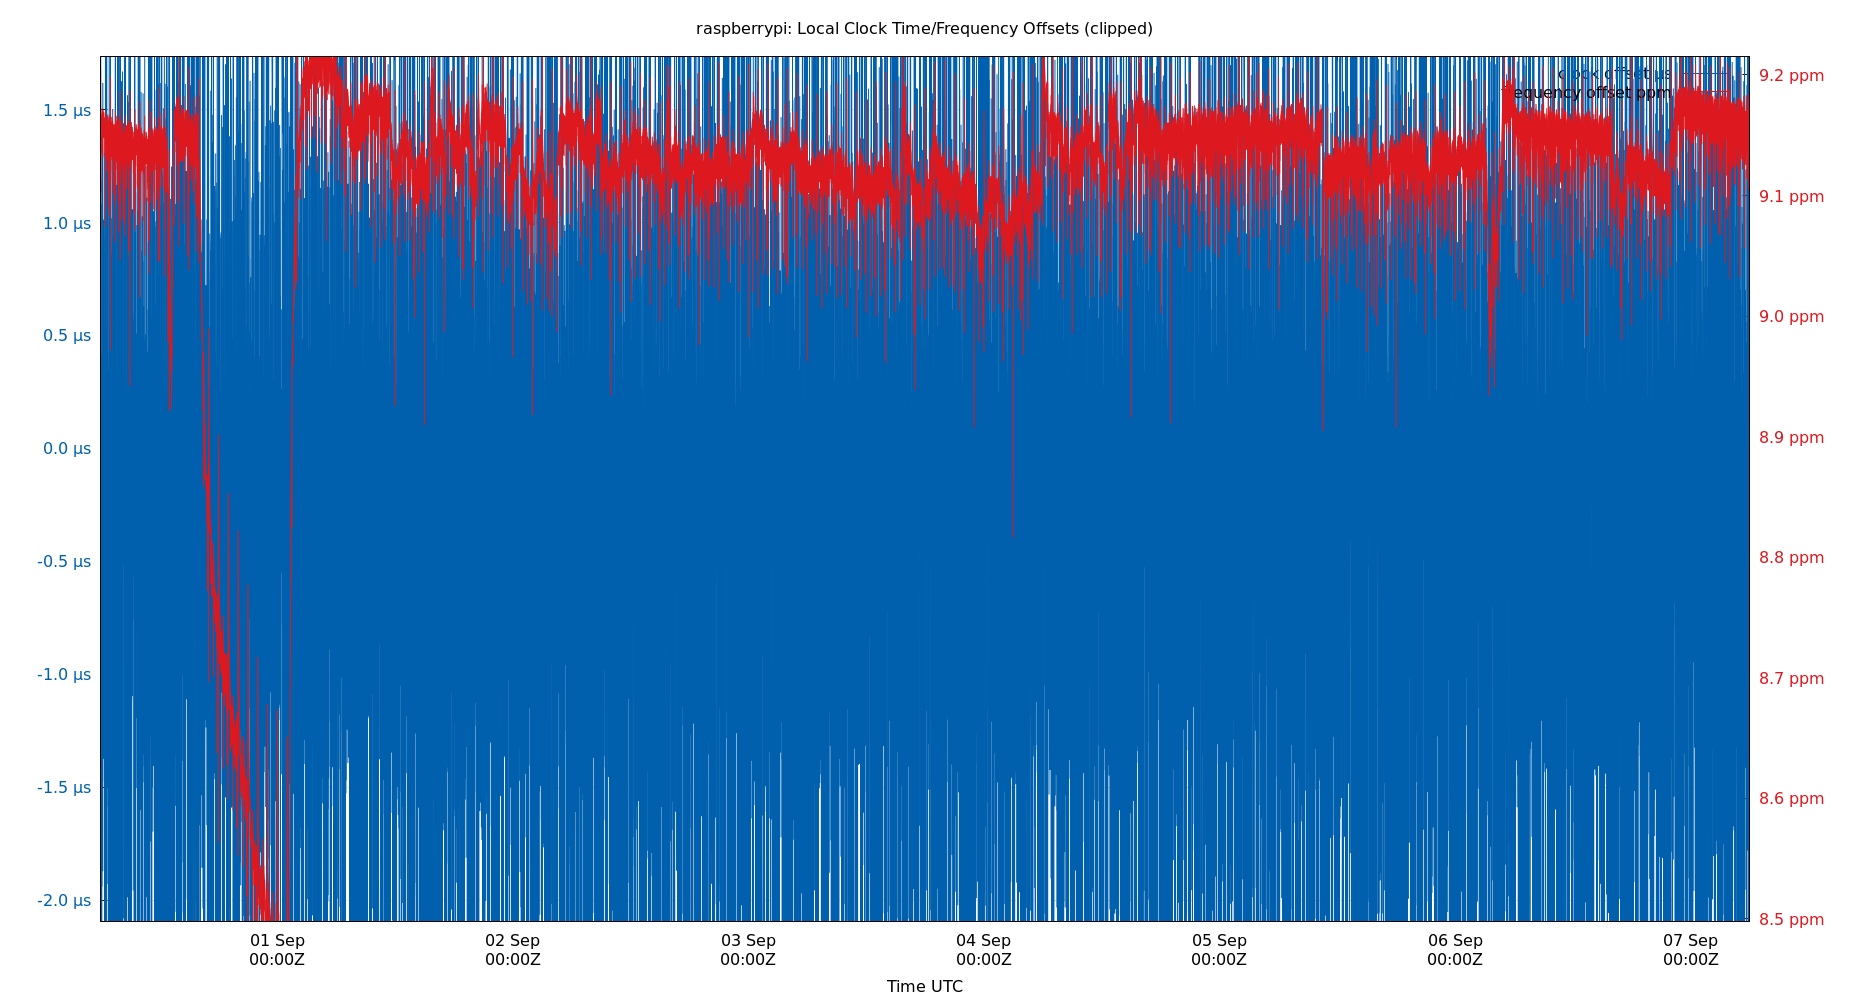 raspberrypi: Local Clock Time/Frequency Offsets (clipped)
clock offset µs
frequency offset ppm
1.5 µs
1.0 µs
0.5 µs
0.0 µs
-0.5 µs
-1.0 µs
-1.5 µs
-2.0 µs
9.2 ppm
9.1 ppm
9.0 ppm
8.9 ppm
8.8 ppm
8.7 ppm
8.6 ppm
8.5 ppm
01 Sep 02 Sep 03 Sep 04 Sep 05 Sep 06 Sep 07 Sep
00:00Z 00:00Z 00:00Z 00:00Z 00:00Z 00:00Z 00:00Z
Time UTC